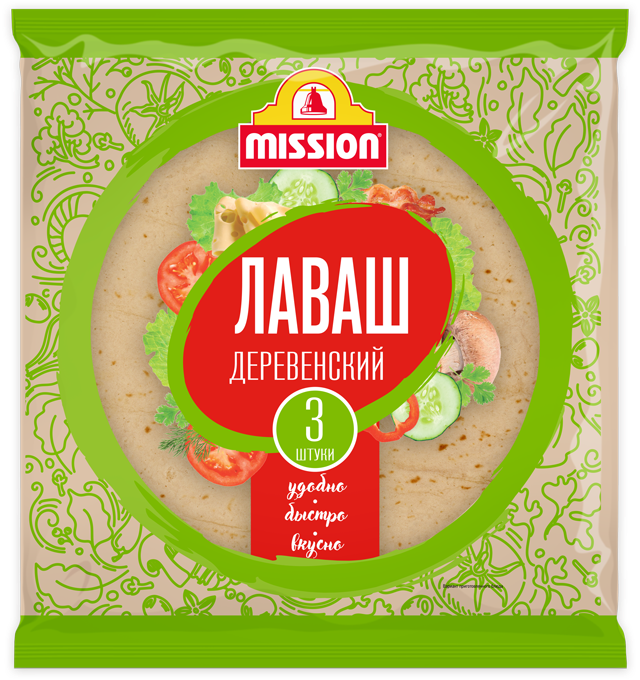 MISSION®
ЛАВАШ
ДЕРЕВЕНСКИЙ
3
ШТУКИ
удобно
быстро
вкусно